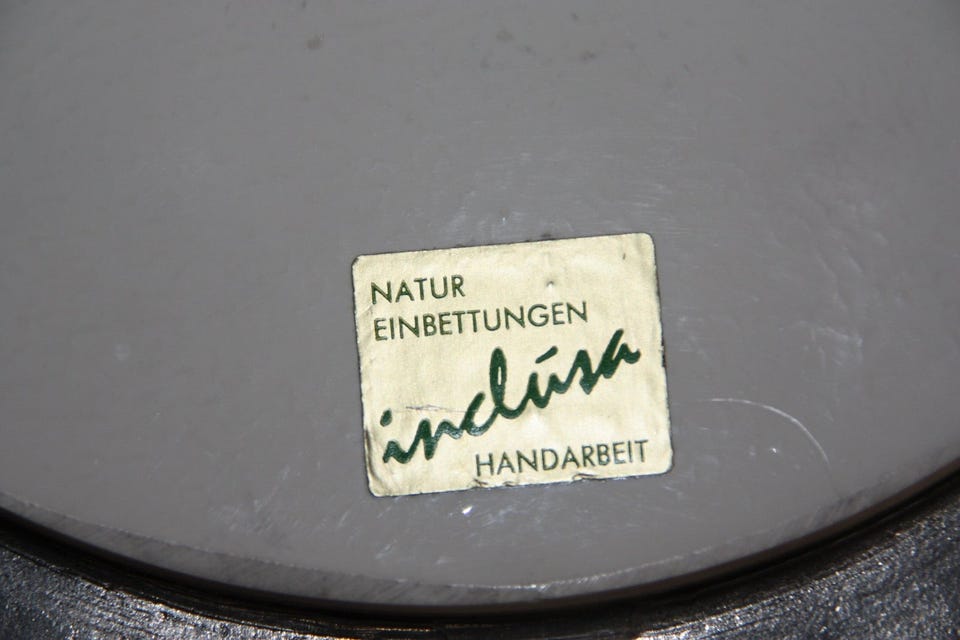 NATUR
EINBETTUNGEN
inclúsa
HANDARBEIT